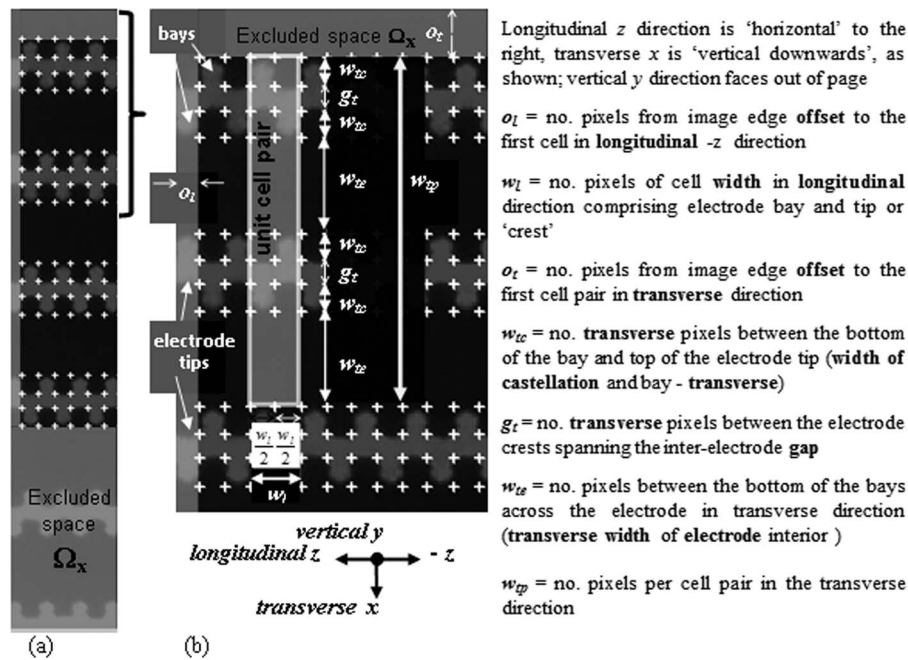 bays
Excluded space Ωx
ot
wtc
gt
wtc
wte
wtp
ol
unit cell pair
wtc
gt
wtc
wte
electrode
tips
wl/2 wl/2
wl
Excluded
space
Ωx
vertical y
longitudinal z
- z
transverse x
(a)
(b)
Longitudinal z direction is ‘horizontal’ to the
right, transverse x is ‘vertical downwards’, as
shown; vertical y direction faces out of page
ol = no. pixels from image edge offset to the
first cell in longitudinal -z direction
wl = no. pixels of cell width in longitudinal
direction comprising electrode bay and tip or
‘crest’
ot = no. pixels from image edge offset to the
first cell pair in transverse direction
wtc = no. transverse pixels between the bottom
of the bay and top of the electrode tip (width of
castellation and bay - transverse)
gt = no. transverse pixels between the electrode
crests spanning the inter-electrode gap
wte = no. pixels between the bottom of the bays
across the electrode in transverse direction
(transverse width of electrode interior )
wtp = no. pixels per cell pair in the transverse
direction